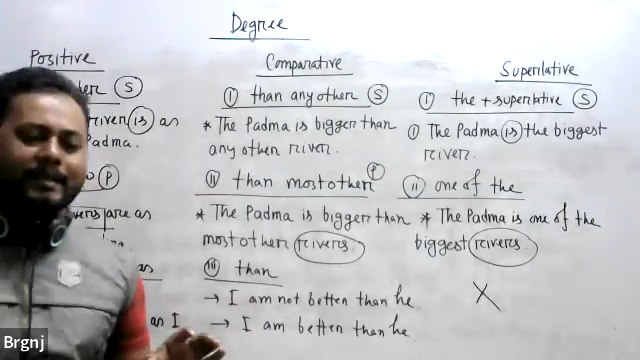 Degree
Positive
S
river is as
Padma.
P
are as
as
as I
Comparative
i than any other S
* The Padma is bigger than
any other river.
ii than most other P
* The Padma is bigger than
most other rivers.
iii than
→ I am not better than he
→ I am better than he.
Superlative
i the + superlative S
i The Padma is the biggest
river.
ii one of the
* The Padma is one of the
biggest rivers.
X
Brgnj